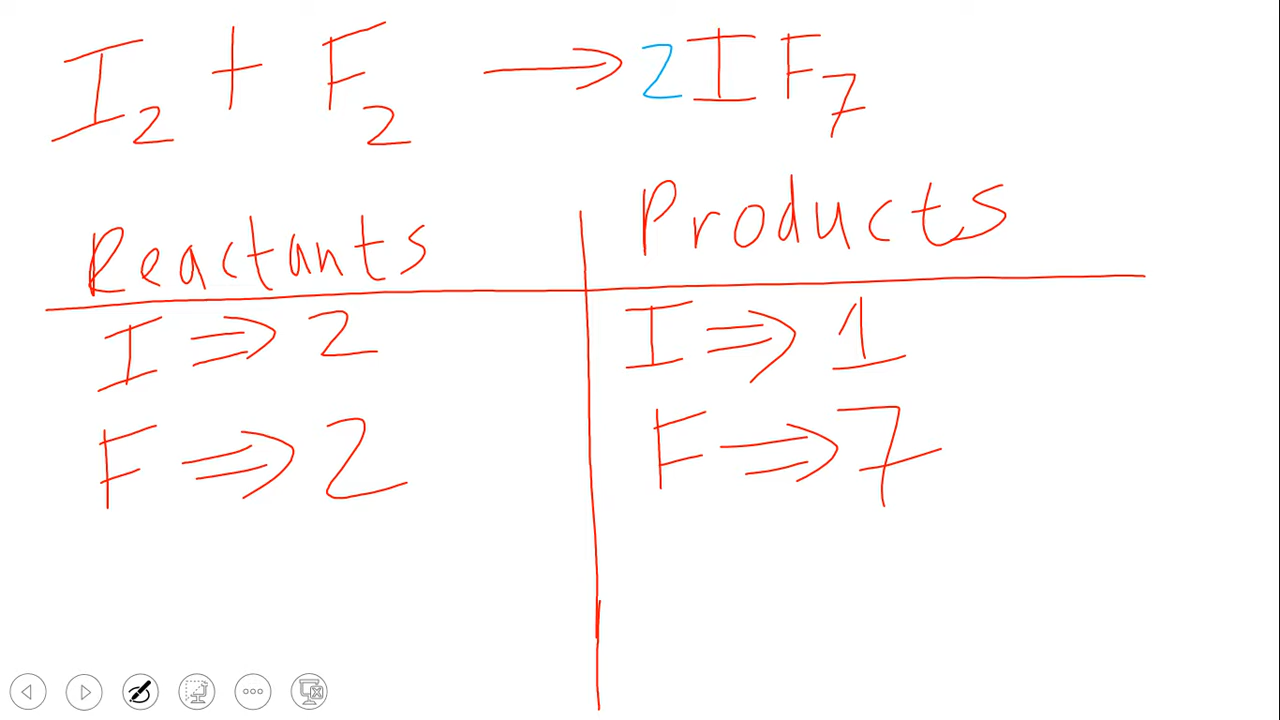 I₂ + F₂ → 2IF₇
Reactants Products
I ⇒ 2 I ⇒ 1
F ⇒ 2 F ⇒ 7